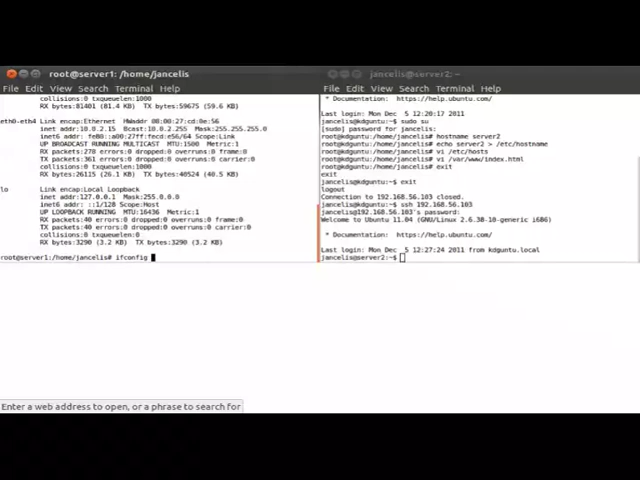 root@server1: /home/jancelis
File Edit View Search Terminal Help
collisions:0 txqueuelen:1000
RX bytes:81401 (81.4 KB) TX bytes:59675 (59.6 KB)
eth0-eth4 Link encap:Ethernet HWaddr 08:00:27:cd:0e:56
inet addr:10.0.2.15 Bcast:10.0.2.255 Mask:255.255.255.0
inet6 addr: fe80::a00:27ff:fecd:e56/64 Scope:Link
UP BROADCAST RUNNING MULTICAST MTU:1500 Metric:1
RX packets:278 errors:0 dropped:0 overruns:0 frame:0
TX packets:361 errors:0 dropped:0 overruns:0 carrier:0
collisions:0 txqueuelen:1000
RX bytes:26115 (26.1 KB) TX bytes:40524 (40.5 KB)
lo Link encap:Local Loopback
inet addr:127.0.0.1 Mask:255.0.0.0
inet6 addr: ::1/128 Scope:Host
UP LOOPBACK RUNNING MTU:16436 Metric:1
RX packets:40 errors:0 dropped:0 overruns:0 frame:0
TX packets:40 errors:0 dropped:0 overruns:0 carrier:0
collisions:0 txqueuelen:0
RX bytes:3290 (3.2 KB) TX bytes:3290 (3.2 KB)
root@server1:/home/jancelis# ifconfig
jancelis@server2: ~
File Edit View Search Terminal Help
* Documentation: https://help.ubuntu.com/
Last login: Mon Dec 5 12:20:17 2011
jancelis@kdguntu:~$ sudo su
[sudo] password for jancelis:
root@kdguntu:/home/jancelis# hostname server2
root@kdguntu:/home/jancelis# echo server2 > /etc/hostname
root@kdguntu:/home/jancelis# vi /etc/hosts
root@kdguntu:/home/jancelis# vi /var/www/index.html
root@kdguntu:/home/jancelis# exit
exit
jancelis@kdguntu:~$ exit
logout
Connection to 192.168.56.103 closed.
jancelis@kdguntu:~$ ssh 192.168.56.103
jancelis@192.168.56.103's password:
Welcome to Ubuntu 11.04 (GNU/Linux 2.6.38-10-generic i686)
* Documentation: https://help.ubuntu.com/
Last login: Mon Dec 5 12:27:24 2011 from kdguntu.local
jancelis@server2:~$
Enter a web address to open, or a phrase to search for